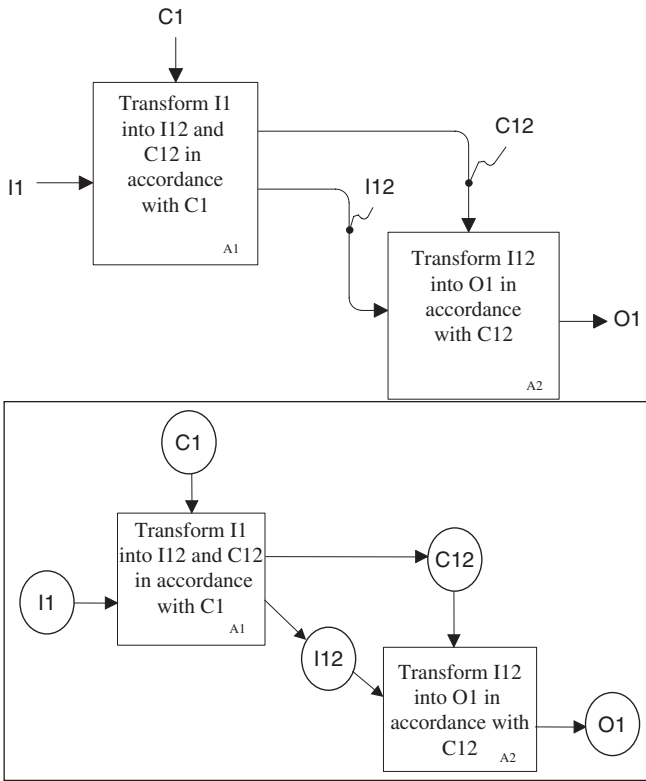 C1
Transform I1
into I12 and
C12 in
accordance
with C1
A1
I1
C12
I12
Transform I12
into O1 in
accordance
with C12
A2
O1
C1
Transform I1
into I12 and C12
in accordance
with C1
A1
I1
C12
I12
Transform I12
into O1 in
accordance with
C12
A2
O1